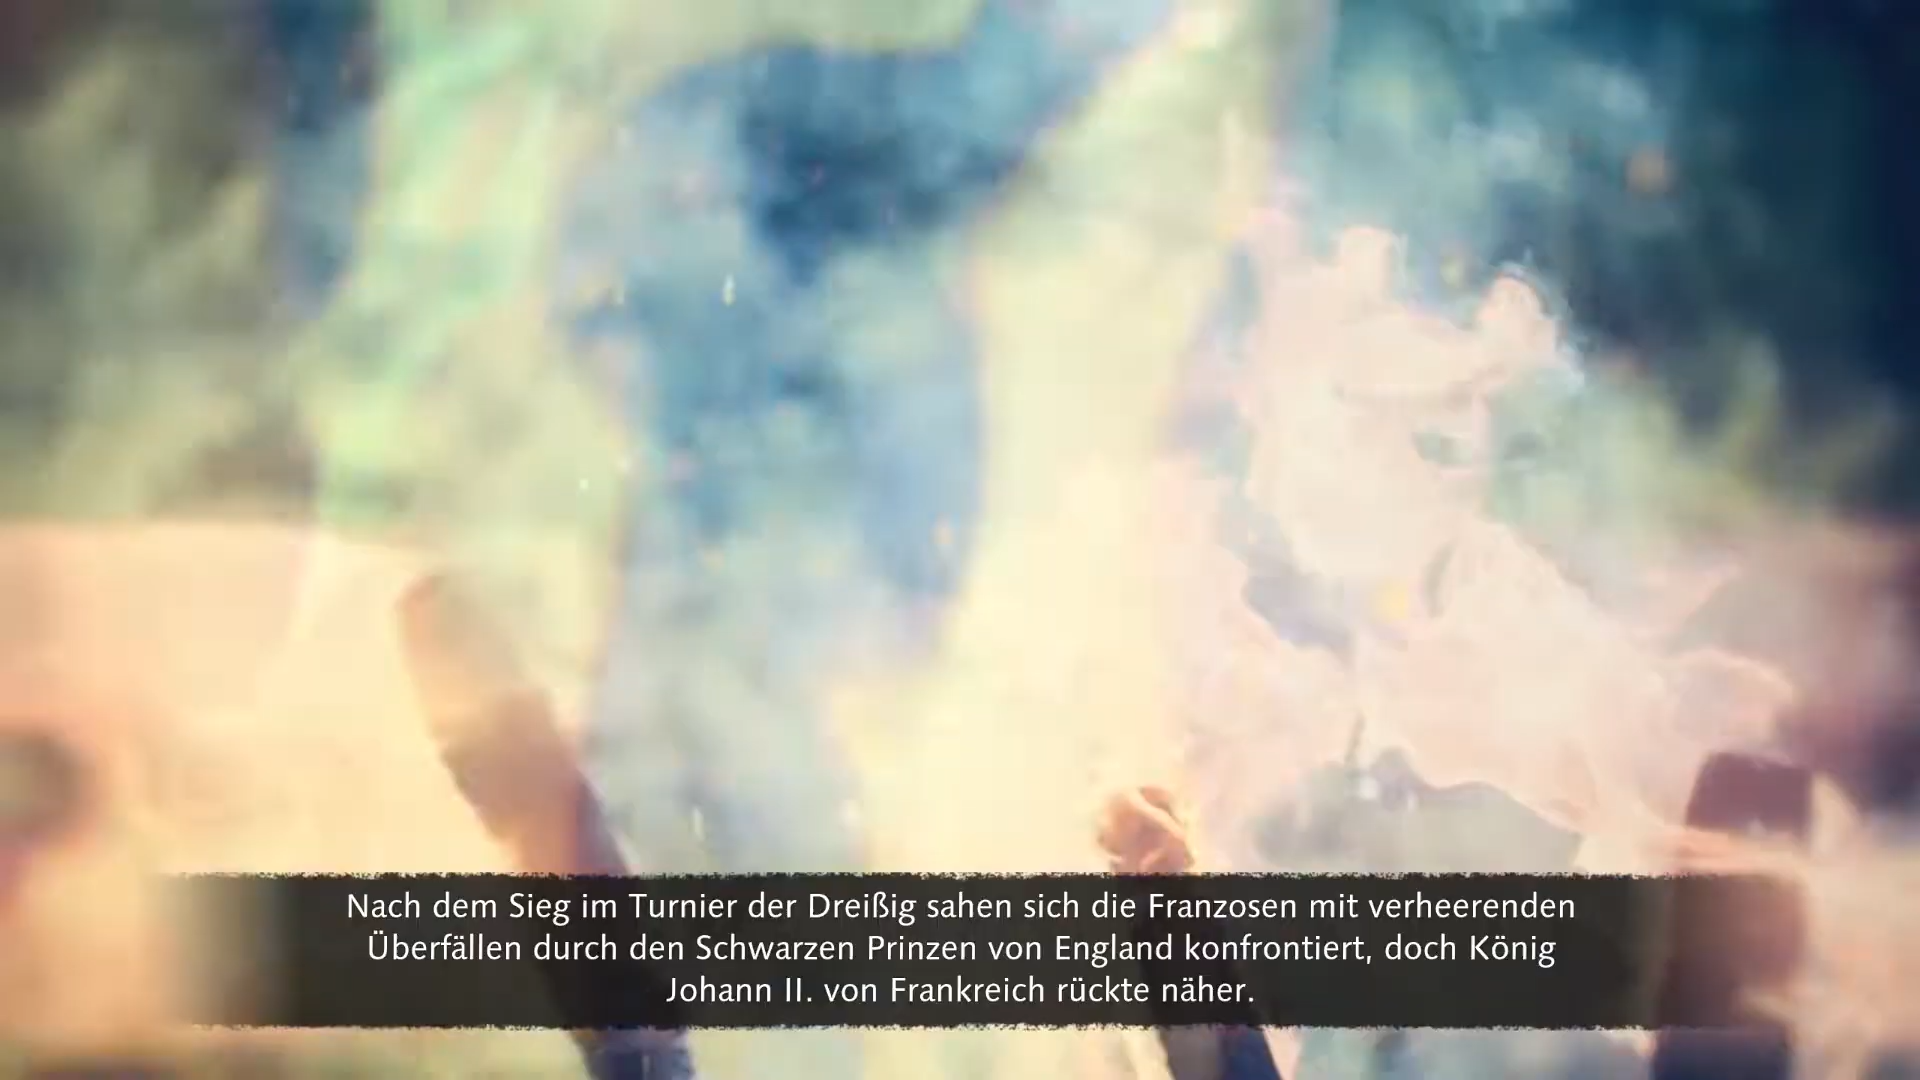 Nach dem Sieg im Turnier der Dreißig sahen sich die Franzosen mit verheerenden
Überfällen durch den Schwarzen Prinzen von England konfrontiert, doch König
Johann II. von Frankreich rückte näher.